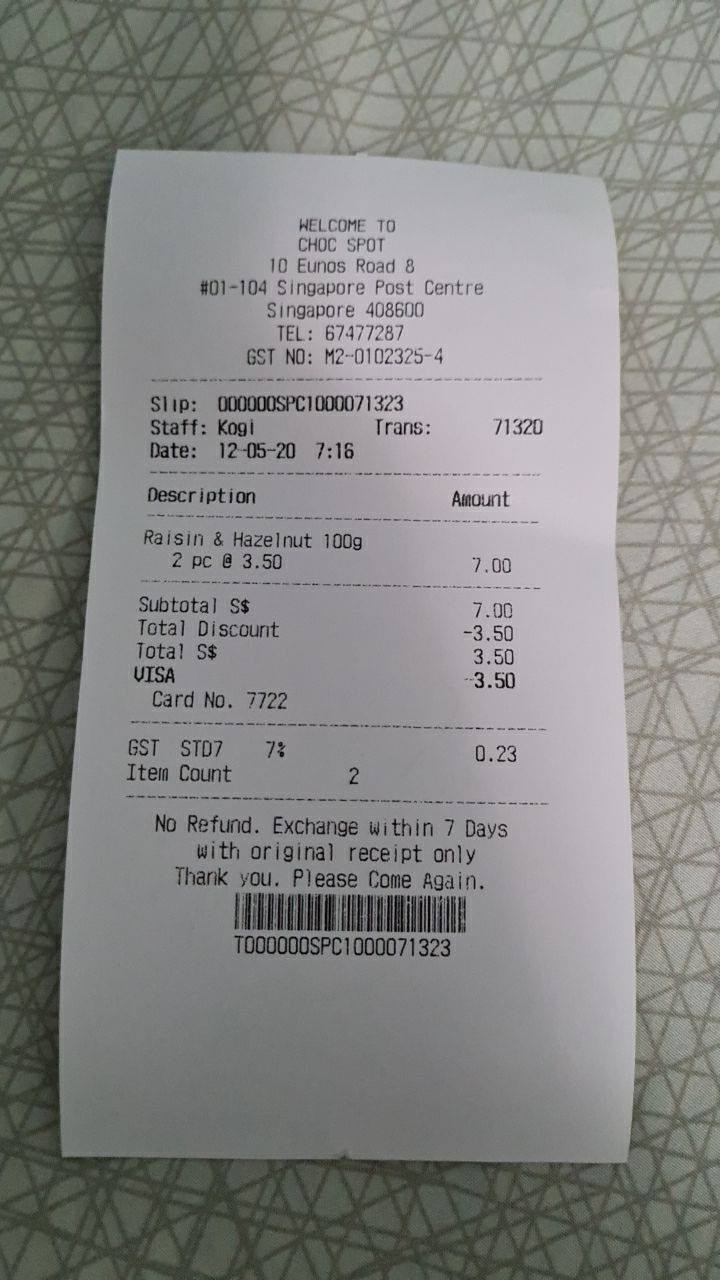 WELCOME TO
CHOC SPOT
10 Eunos Road 8
#01-104 Singapore Post Centre
Singapore 408600
TEL: 67477287
GST NO: M2-0102325-4
Slip: 000000SPC1000071323
Staff: Kogi Trans: 71320
Date: 12-05-20 7:16
Description Amount
Raisin & Hazelnut 100g
2 pc @ 3.50 7.00
Subtotal S$ 7.00
Total Discount -3.50
Total S$ 3.50
VISA -3.50
Card No. 7722
GST STD7 7% 0.23
Item Count 2
No Refund. Exchange within 7 Days
with original receipt only
Thank you. Please Come Again.
T000000SPC1000071323